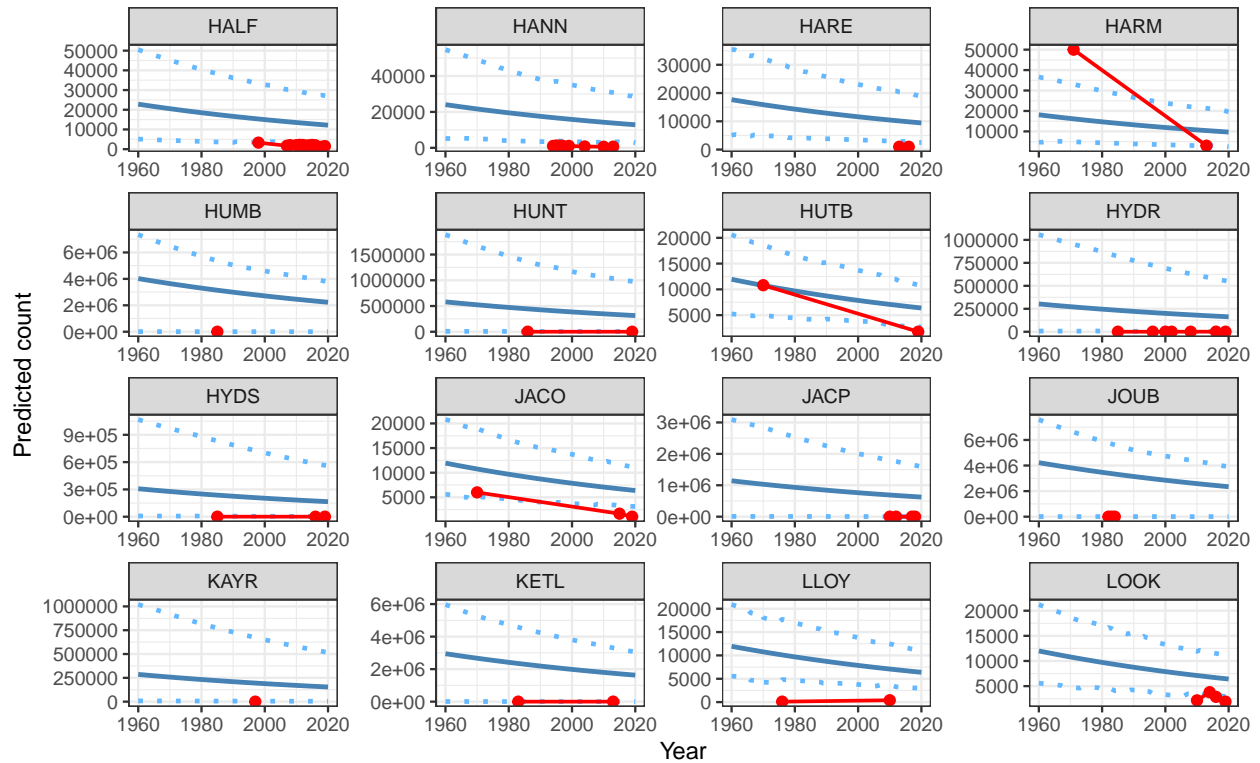 HALF HANN HARE HARM
50000 40000 30000 20000 10000 0
40000 20000 0
30000 20000 10000 0
50000 40000 30000 20000 10000
1960 1980 2000 2020 1960 1980 2000 2020 1960 1980 2000 2020 1960 1980 2000 2020
HUMB HUNT HUTB HYDR
6e+06 4e+06 2e+06 0e+00
1500000 1000000 500000 0
20000 15000 10000 5000
1000000 750000 500000 250000 0
1960 1980 2000 2020 1960 1980 2000 2020 1960 1980 2000 2020 1960 1980 2000 2020
HYDS JACO JACP JOUB
9e+05 6e+05 3e+05 0e+00
20000 15000 10000 5000
3e+06 2e+06 1e+06 0e+00
6e+06 4e+06 2e+06 0e+00
1960 1980 2000 2020 1960 1980 2000 2020 1960 1980 2000 2020 1960 1980 2000 2020
KAYR KETL LLOY LOOK
1000000 750000 500000 250000 0
6e+06 4e+06 2e+06 0e+00
20000 15000 10000 5000 0
20000 15000 10000 5000
1960 1980 2000 2020 1960 1980 2000 2020 1960 1980 2000 2020 1960 1980 2000 2020
Predicted count
Year